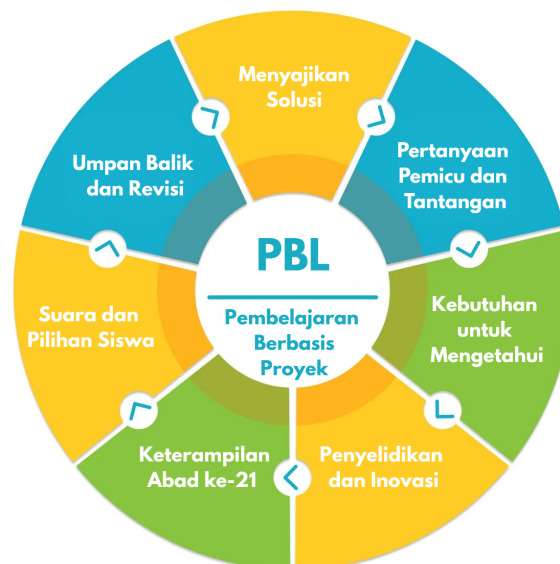 Menyajikan
Solusi
Pertanyaan
Pemicu dan
Tantangan
Kebutuhan
untuk
Mengetahui
Penyelidikan
dan Inovasi
Keterampilan
Abad ke-21
Suara dan
Pilihan Siswa
Umpan Balik
dan Revisi
PBL
Pembelajaran
Berbasis
Proyek